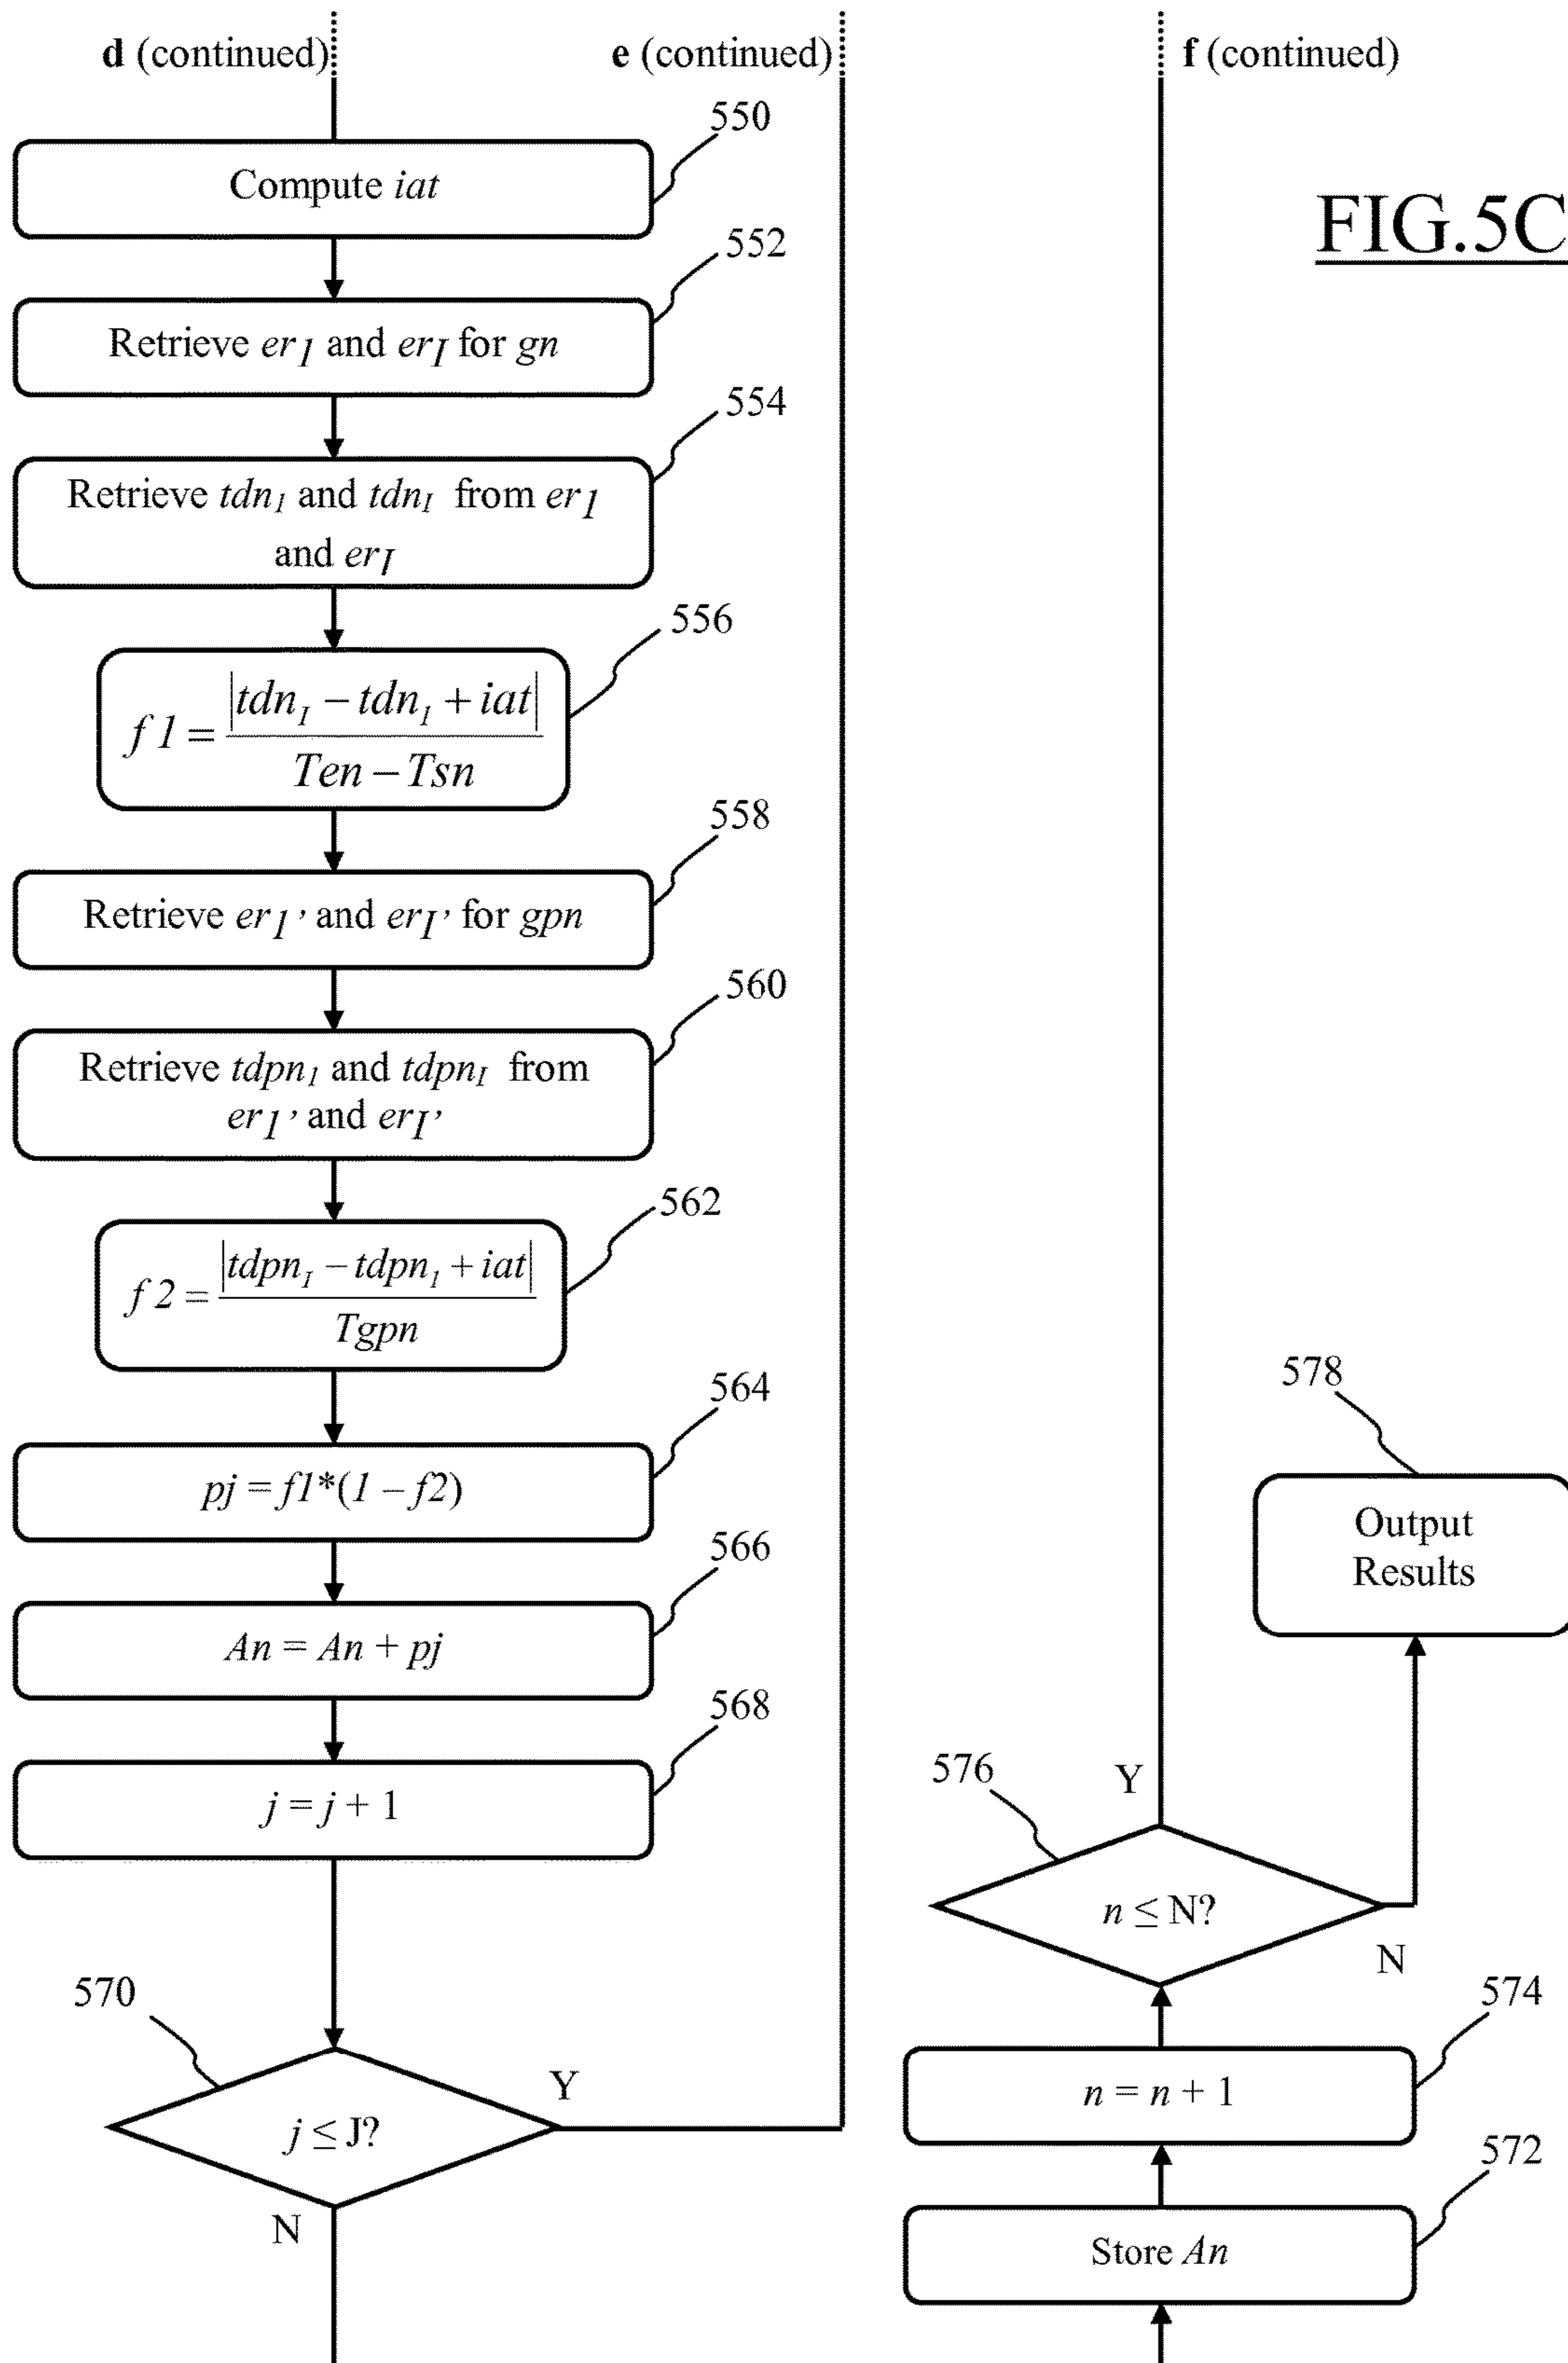 d (continued)
e (continued)
f (continued)
FIG.5C
550
Compute iat
552
Retrieve er1 and erI for gn
554
Retrieve tdn1 and tdnI from er1
and erI
556
f1 = |tdnI − tdn1 + iat| / Ten − Tsn
558
Retrieve er1' and erI' for gpn
560
Retrieve tdpn1 and tdpnI from
er1' and erI'
562
f2 = |tdpnI − tdpn1 + iat| / Tgpn
564
pj = f1*(1 – f2)
566
An = An + pj
568
j = j + 1
570
j ≤ J?
Y
N
578
Output
Results
576
Y
n ≤ N?
N
574
n = n + 1
572
Store An